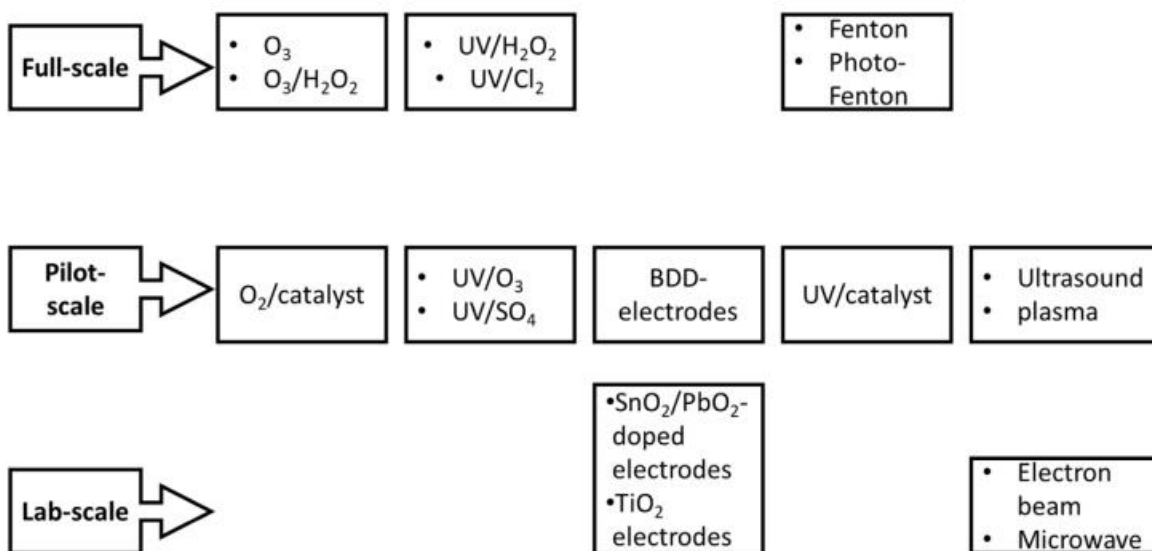 Full-scale
• O₃
• O₃/H₂O₂
• UV/H₂O₂
• UV/Cl₂
• Fenton
• Photo-
Fenton
Pilot-
scale
O₂/catalyst
• UV/O₃
• UV/SO₄
BDD-
electrodes
UV/catalyst
• Ultrasound
• plasma
Lab-scale
•SnO₂/PbO₂-
doped
electrodes
•TiO₂
electrodes
• Electron
beam
• Microwave